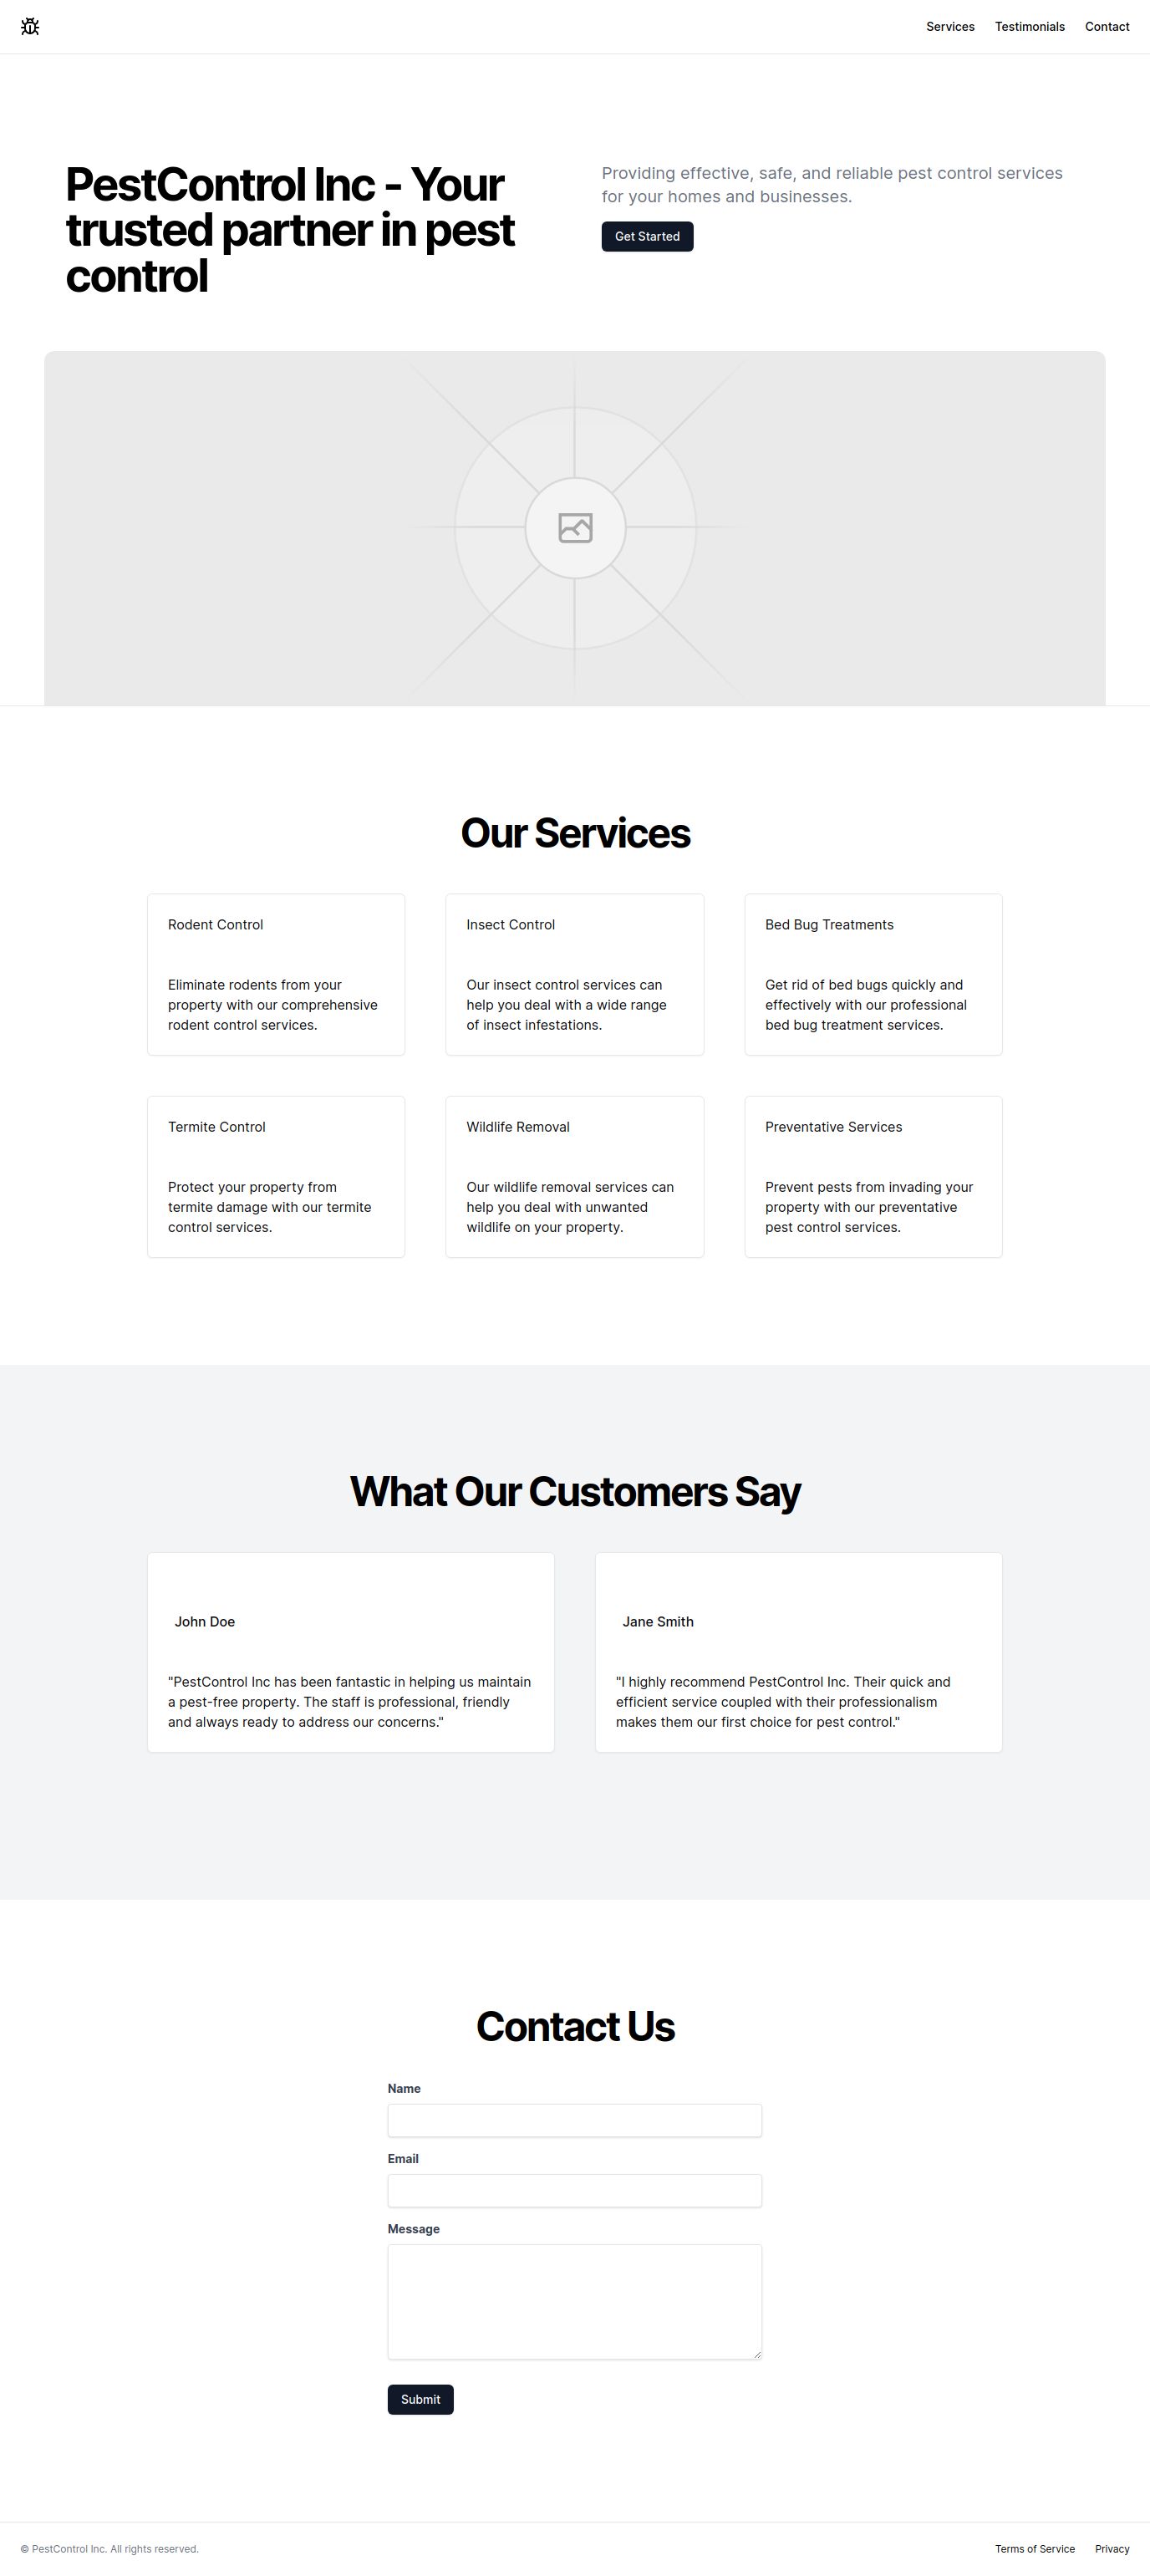 Services Testimonials Contact
PestControl Inc - Your
trusted partner in pest
control
Providing effective, safe, and reliable pest control services
for your homes and businesses.
Get Started
Our Services
Rodent Control
Eliminate rodents from your
property with our comprehensive
rodent control services.
Insect Control
Our insect control services can
help you deal with a wide range
of insect infestations.
Bed Bug Treatments
Get rid of bed bugs quickly and
effectively with our professional
bed bug treatment services.
Termite Control
Protect your property from
termite damage with our termite
control services.
Wildlife Removal
Our wildlife removal services can
help you deal with unwanted
wildlife on your property.
Preventative Services
Prevent pests from invading your
property with our preventative
pest control services.
What Our Customers Say
John Doe
"PestControl Inc has been fantastic in helping us maintain
a pest-free property. The staff is professional, friendly
and always ready to address our concerns."
Jane Smith
"I highly recommend PestControl Inc. Their quick and
efficient service coupled with their professionalism
makes them our first choice for pest control."
Contact Us
Name
Email
Message
Submit
© PestControl Inc. All rights reserved.
Terms of Service Privacy